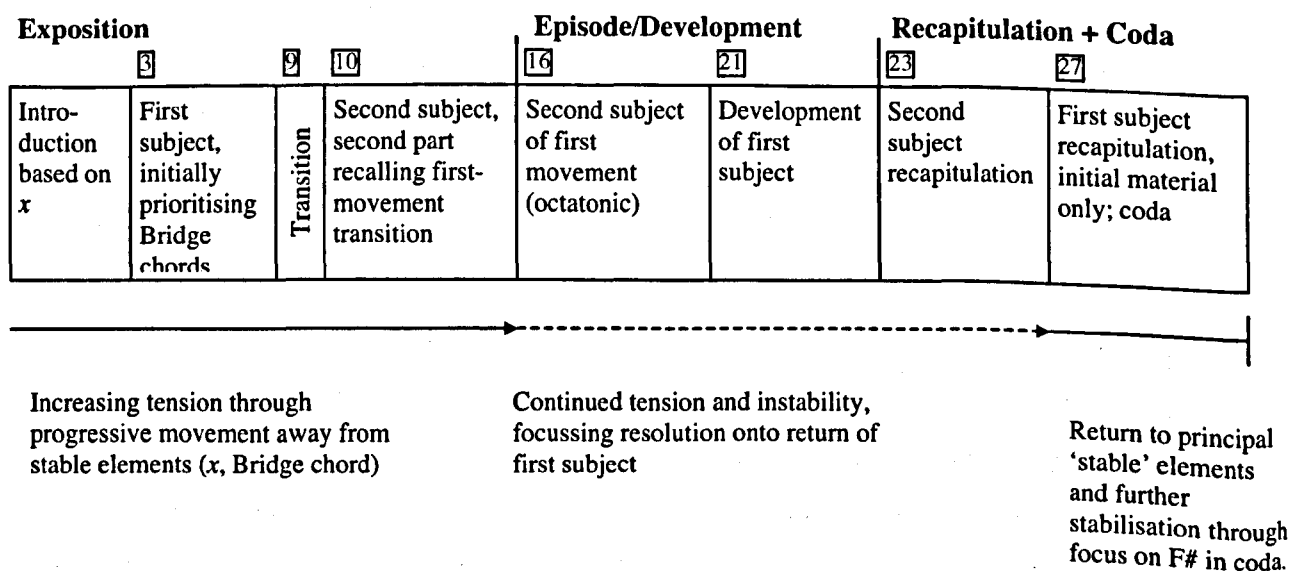 Exposition
Episode/Development
Recapitulation + Coda
3
9
10
16
21
23
27
Intro-
duction
based on
x
First
subject,
initially
prioritising
Bridge
chords
Transition
Second subject,
second part
recalling first-
movement
transition
Second subject
of first
movement
(octatonic)
Development
of first
subject
Second
subject
recapitulation
First subject
recapitulation,
initial material
only; coda
Increasing tension through
progressive movement away from
stable elements (x, Bridge chord)
Continued tension and instability,
focussing resolution onto return of
first subject
Return to principal
‘stable’ elements
and further
stabilisation through
focus on F# in coda.